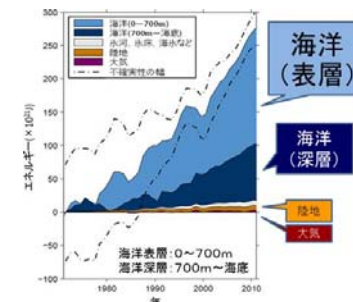 300
250
200
150
100
50
0
−50
−100
エネルギー(×10²¹J)
海洋(0～700m)
海洋(700m～海底)
氷河、氷床、海氷など
陸地
大気
不確実性の幅
海洋表層:0～700m
海洋深層:700m～海底
1980 1990 2000 2010
年
海洋
(表層)
海洋
(深層)
陸地
大気